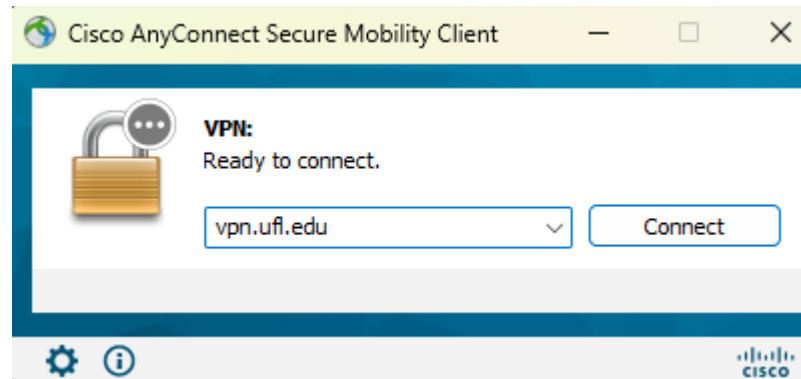 Cisco AnyConnect Secure Mobility Client
VPN:
Ready to connect.
vpn.ufl.edu
Connect
CISCO